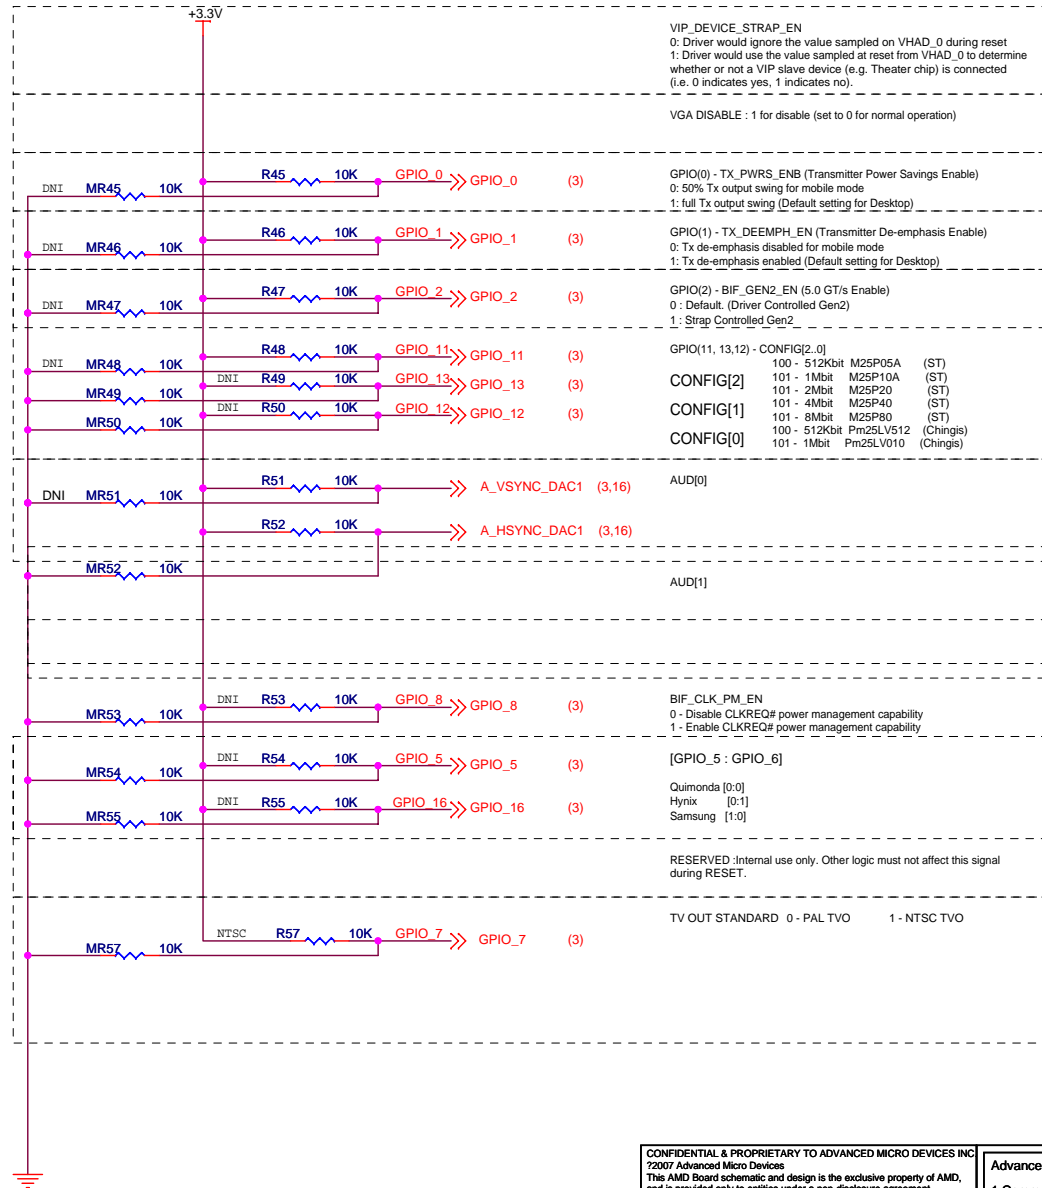 +3.3V
VIP_DEVICE_STRAP_EN
0: Driver would ignore the value sampled on VHAD_0 during reset
1: Driver would use the value sampled at reset from VHAD_0 to determine
whether or not a VIP slave device (e.g. Theater chip) is connected
(i.e. 0 indicates yes, 1 indicates no).
VGA DISABLE : 1 for disable (set to 0 for normal operation)
R45 10K GPIO_0 GPIO_0 (3)
DNI MR45 10K
GPIO(0) - TX_PWRS_ENB (Transmitter Power Savings Enable)
0: 50% Tx output swing for mobile mode
1: full Tx output swing (Default setting for Desktop)
R46 10K GPIO_1 GPIO_1 (3)
DNI MR46 10K
GPIO(1) - TX_DEEMPH_EN (Transmitter De-emphasis Enable)
0: Tx de-emphasis disabled for mobile mode
1: Tx de-emphasis enabled (Default setting for Desktop)
R47 10K GPIO_2 GPIO_2 (3)
DNI MR47 10K
GPIO(2) - BIF_GEN2_EN (5.0 GT/s Enable)
0 : Default. (Driver Controlled Gen2)
1 : Strap Controlled Gen2
R48 10K GPIO_11 GPIO_11 (3)
DNI MR48 10K
DNI R49 10K GPIO_13 GPIO_13 (3)
MR49 10K
DNI R50 10K GPIO_12 GPIO_12 (3)
MR50 10K
GPIO(11, 13,12) - CONFIG[2..0]
CONFIG[2]
CONFIG[1]
CONFIG[0]
100 - 512Kbit M25P05A (ST)
101 - 1Mbit M25P10A (ST)
101 - 2Mbit M25P20 (ST)
101 - 4Mbit M25P40 (ST)
101 - 8Mbit M25P80 (ST)
100 - 512Kbit Pm25LV512 (Chingis)
101 - 1Mbit Pm25LV010 (Chingis)
R51 10K A_VSYNC_DAC1 (3,16)
DNI MR51 10K
AUD[0]
R52 10K A_HSYNC_DAC1 (3,16)
MR52 10K
AUD[1]
DNI R53 10K GPIO_8 GPIO_8 (3)
MR53 10K
BIF_CLK_PM_EN
0 - Disable CLKREQ# power management capability
1 - Enable CLKREQ# power management capability
DNI R54 10K GPIO_5 GPIO_5 (3)
MR54 10K
DNI R55 10K GPIO_16 GPIO_16 (3)
MR55 10K
[GPIO_5 : GPIO_6]
Quimonda [0:0]
Hynix [0:1]
Samsung [1:0]
RESERVED :Internal use only. Other logic must not affect this signal
during RESET.
TV OUT STANDARD 0 - PAL TVO 1 - NTSC TVO
NTSC R57 10K GPIO_7 GPIO_7 (3)
MR57 10K
CONFIDENTIAL & PROPRIETARY TO ADVANCED MICRO DEVICES INC
?2007 Advanced Micro Devices
This AMD Board schematic and design is the exclusive property of AMD,
Advance